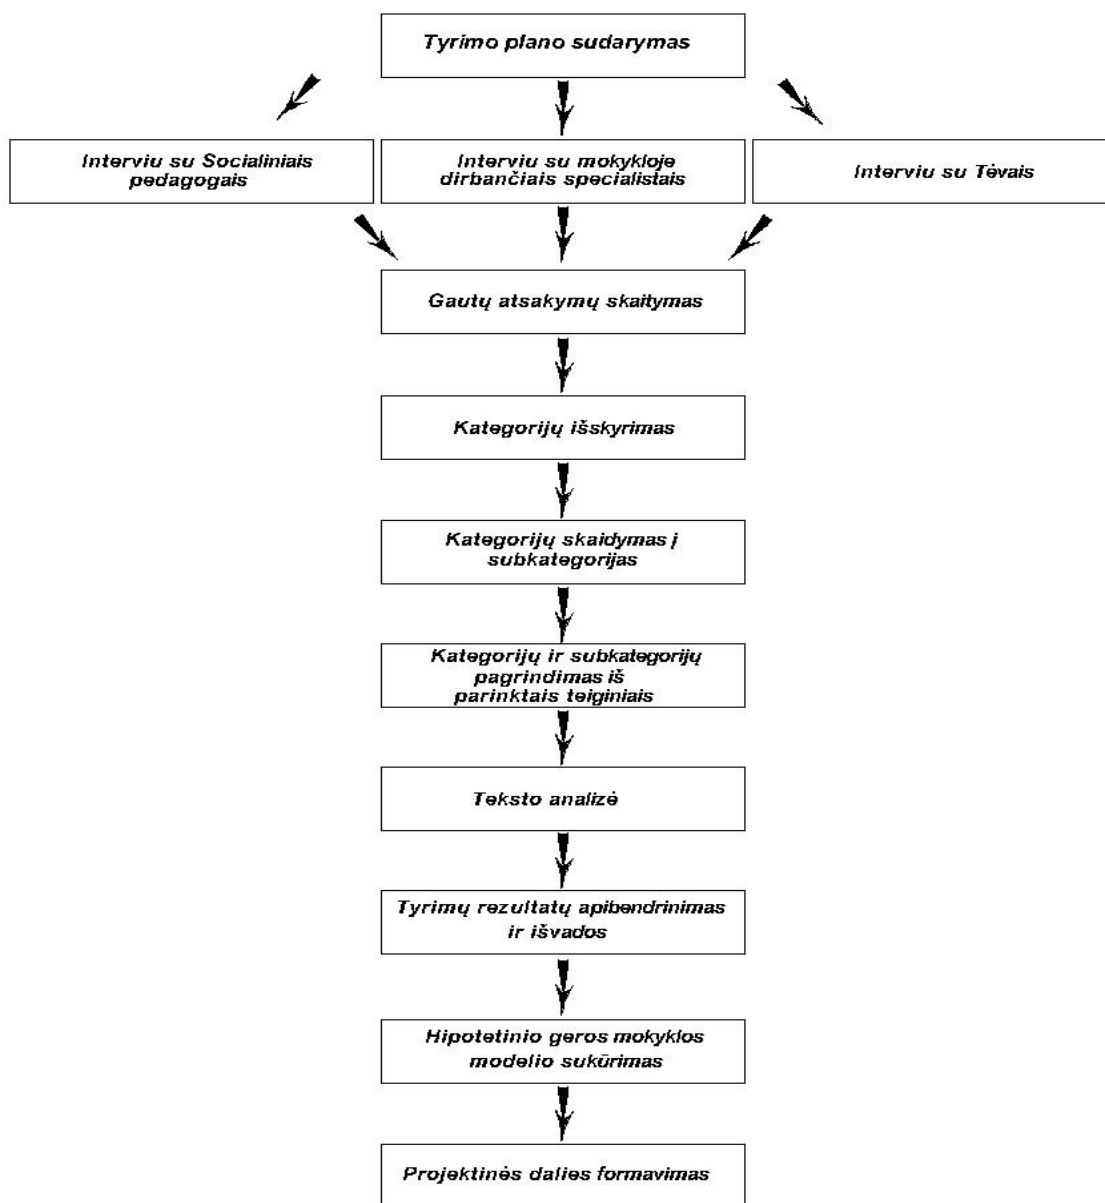 Tyrimo plano sudarymas
Interviu su Socialiniais
pedagogais
Interviu su mokykloje
dirbančiais specialistais
Interviu su Tėvais
Gautų atsakymų skaitymas
Kategorijų išskyrimas
Kategorijų skaidymas į
subkategorijas
Kategorijų ir subkategorijų
pagrindimas iš
parinktais teiginiais
Teksto analizė
Tyrimų rezultatų apibendrinimas
ir išvados
Hipotetinio geros mokyklos
modelio sukūrimas
Projektinės dalies formavimas